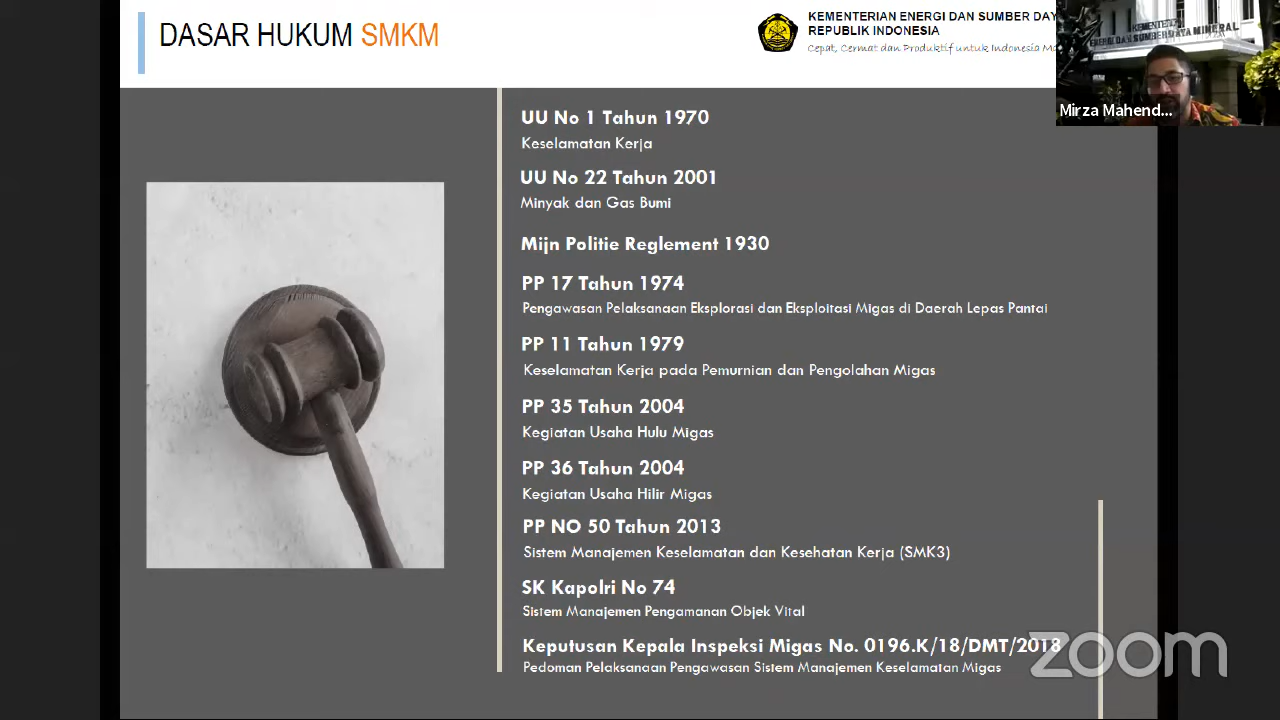 DASAR HUKUM SMKM
KEMENTERIAN ENERGI DAN SUMBER DAY
REPUBLIK INDONESIA
Cepat, Cermat dan Produktif untuk Indonesia
KEMENTERIAN
ENERGI DAN SUMBER DAYA MINERAL
Mirza Mahend...
UU No 1 Tahun 1970
Keselamatan Kerja
UU No 22 Tahun 2001
Minyak dan Gas Bumi
Mijn Politie Reglement 1930
PP 17 Tahun 1974
Pengawasan Pelaksanaan Eksplorasi dan Eksploitasi Migas di Daerah Lepas Pantai
PP 11 Tahun 1979
Keselamatan Kerja pada Pemurnian dan Pengolahan Migas
PP 35 Tahun 2004
Kegiatan Usaha Hulu Migas
PP 36 Tahun 2004
Kegiatan Usaha Hilir Migas
PP NO 50 Tahun 2013
Sistem Manajemen Keselamatan dan Kesehatan Kerja (SMK3)
SK Kapolri No 74
Sistem Manajemen Pengamanan Objek Vital
Keputusan Kepala Inspeksi Migas No. 0196.K/18/DMT/2018
Pedoman Pelaksanaan Pengawasan Sistem Manajemen Keselamatan Migas
zoom